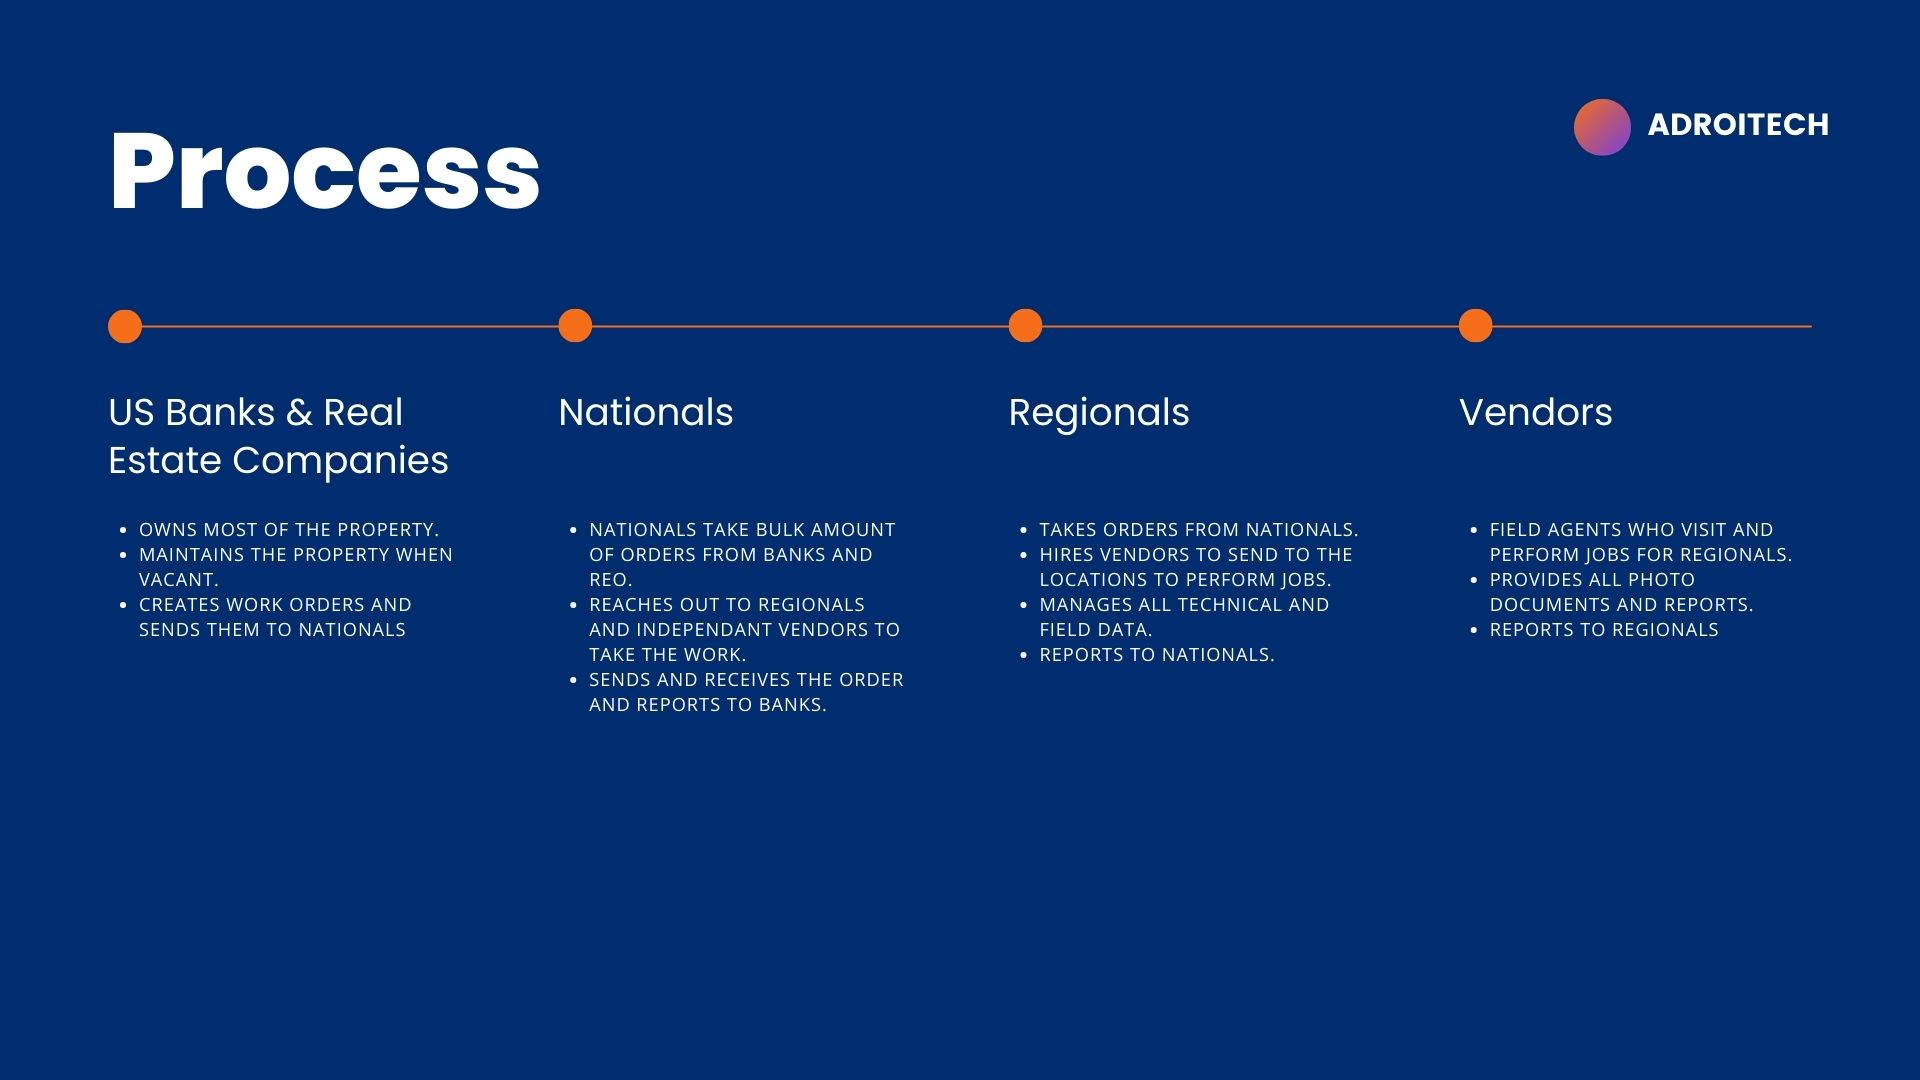 Process
ADROITECH
US Banks & Real
Estate Companies
• OWNS MOST OF THE PROPERTY.
• MAINTAINS THE PROPERTY WHEN
VACANT.
• CREATES WORK ORDERS AND
SENDS THEM TO NATIONALS
Nationals
• NATIONALS TAKE BULK AMOUNT
OF ORDERS FROM BANKS AND
REO.
• REACHES OUT TO REGIONALS
AND INDEPENDANT VENDORS TO
TAKE THE WORK.
• SENDS AND RECEIVES THE ORDER
AND REPORTS TO BANKS.
Regionals
• TAKES ORDERS FROM NATIONALS.
• HIRES VENDORS TO SEND TO THE
LOCATIONS TO PERFORM JOBS.
• MANAGES ALL TECHNICAL AND
FIELD DATA.
• REPORTS TO NATIONALS.
Vendors
• FIELD AGENTS WHO VISIT AND
PERFORM JOBS FOR REGIONALS.
• PROVIDES ALL PHOTO
DOCUMENTS AND REPORTS.
• REPORTS TO REGIONALS